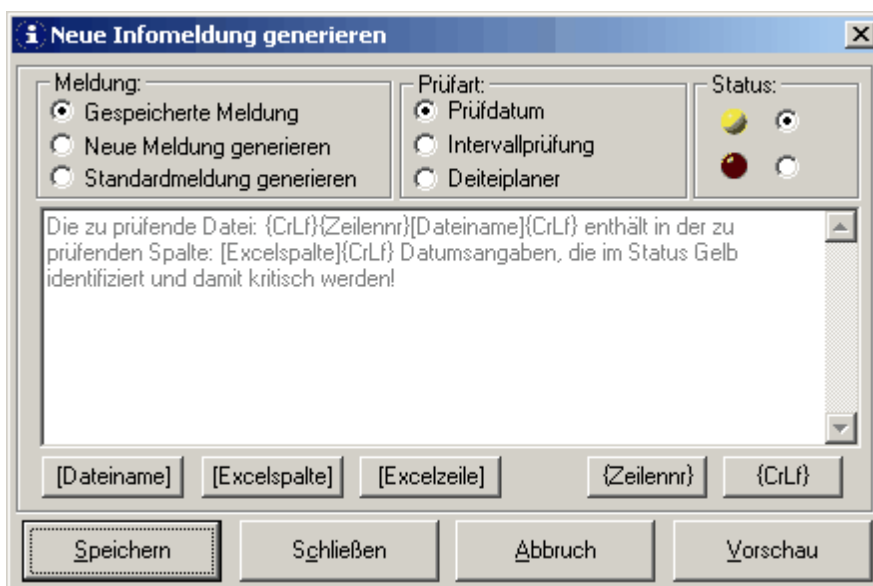 Neue Infomeldung generieren
Meldung:
Gespeicherte Meldung
Neue Meldung generieren
Standardmeldung generieren
Prüfart:
Prüfdatum
Intervallprüfung
Deiteiplaner
Status:
Die zu prüfende Datei: {CrLf}{Zeilennr}[Dateiname]{CrLf} enthält in der zu
prüfenden Spalte: [Excelspalte]{CrLf} Datumsangaben, die im Status Gelb
identifiziert und damit kritisch werden!
[Dateiname] [Excelspalte] [Excelzeile] {Zeilennr} {CrLf}
Speichern Schließen Abbruch Vorschau